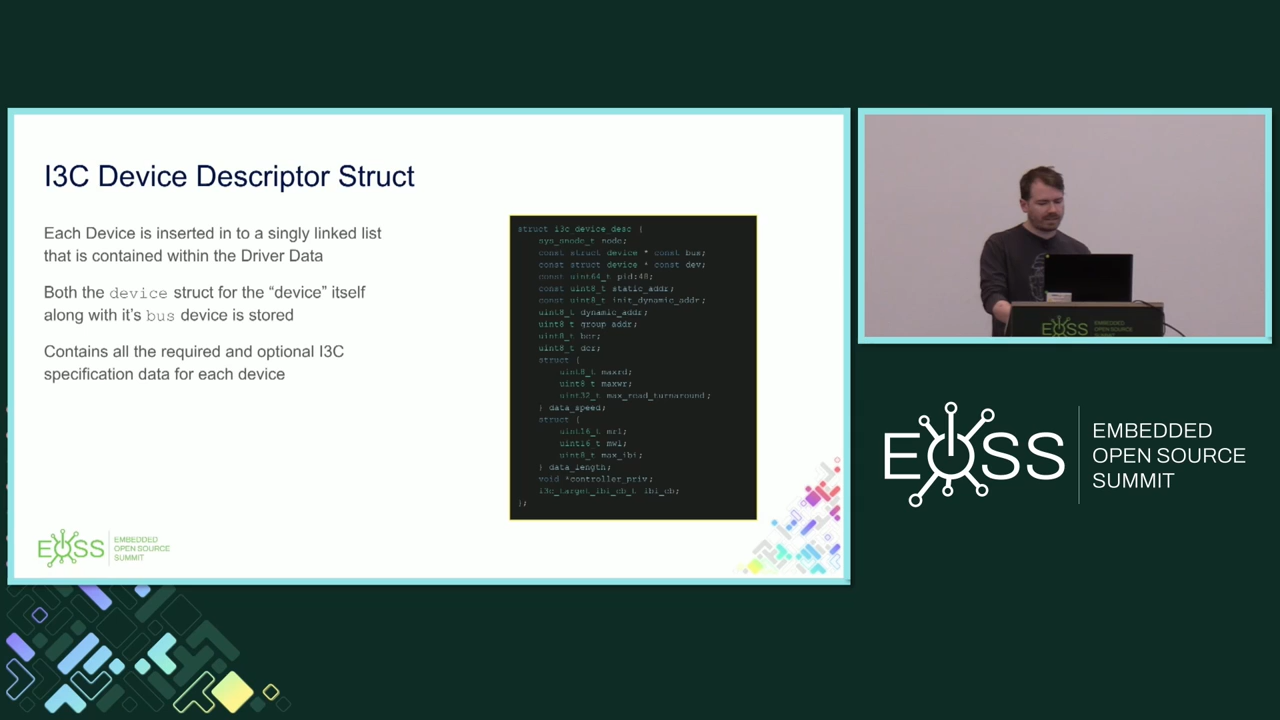 I3C Device Descriptor Struct
Each Device is inserted in to a singly linked list
that is contained within the Driver Data
Both the device struct for the “device” itself
along with it’s bus device is stored
Contains all the required and optional I3C
specification data for each device
struct i3c_device_desc {
sys_snode_t node;
const struct device * const bus;
const struct device * const dev;
const uint64_t pid:48;
const uint8_t static_addr;
const uint8_t init_dynamic_addr;
uint8_t dynamic_addr;
uint8_t group_addr;
uint8_t bcr;
uint8_t dcr;
struct {
uint8_t maxrd;
uint8_t maxwr;
uint32_t max_read_turnaround;
} data_speed;
struct {
uint16_t mrl;
uint16_t mwl;
uint8_t max_ibi;
} data_length;
void *controller_priv;
i3c_target_ibi_cb_t ibi_cb;
};
EOSS
EMBEDDED
OPEN SOURCE
SUMMIT
EOSS
EOSS
EMBEDDED
OPEN SOURCE
SUMMIT